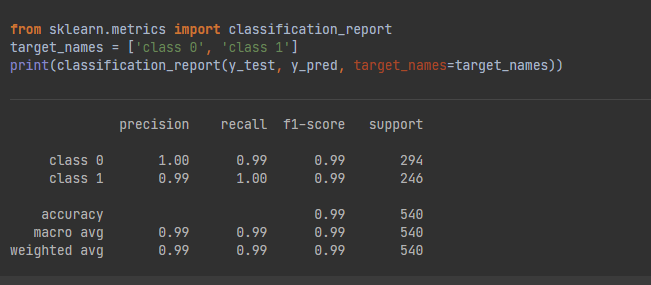 from sklearn.metrics import classification_report
target_names = ['class 0', 'class 1']
print(classification_report(y_test, y_pred, target_names=target_names))
precision recall f1-score support
class 0 1.00 0.99 0.99 294
class 1 0.99 1.00 0.99 246
accuracy 0.99 540
macro avg 0.99 0.99 0.99 540
weighted avg 0.99 0.99 0.99 540